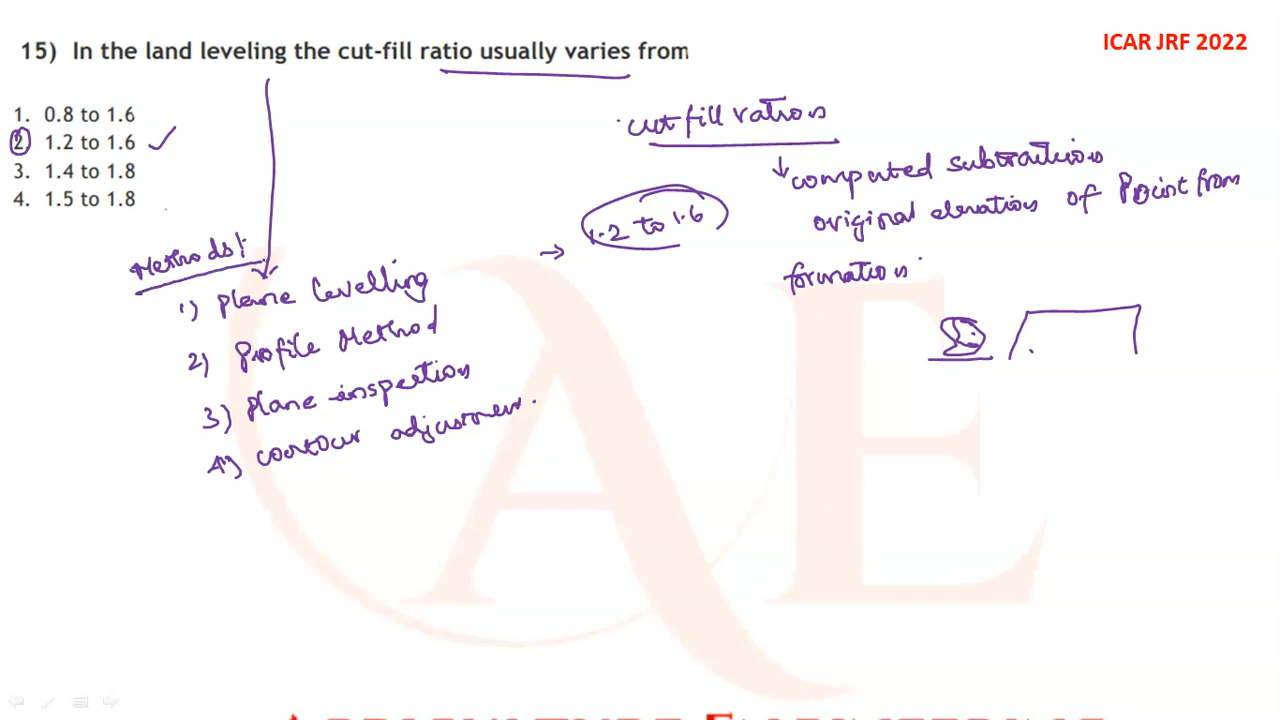 15) In the land leveling the cut-fill ratio usually varies from
ICAR JRF 2022
1. 0.8 to 1.6
2. 1.2 to 1.6
3. 1.4 to 1.8
4. 1.5 to 1.8
cut fill ratios
computed subtraction
original elevation of Point from
formation
→ 1.2 to 1.6
Methods:
1) plane levelling
2) Profile Method
3) plane inspection
4) contour adjustment.
AE